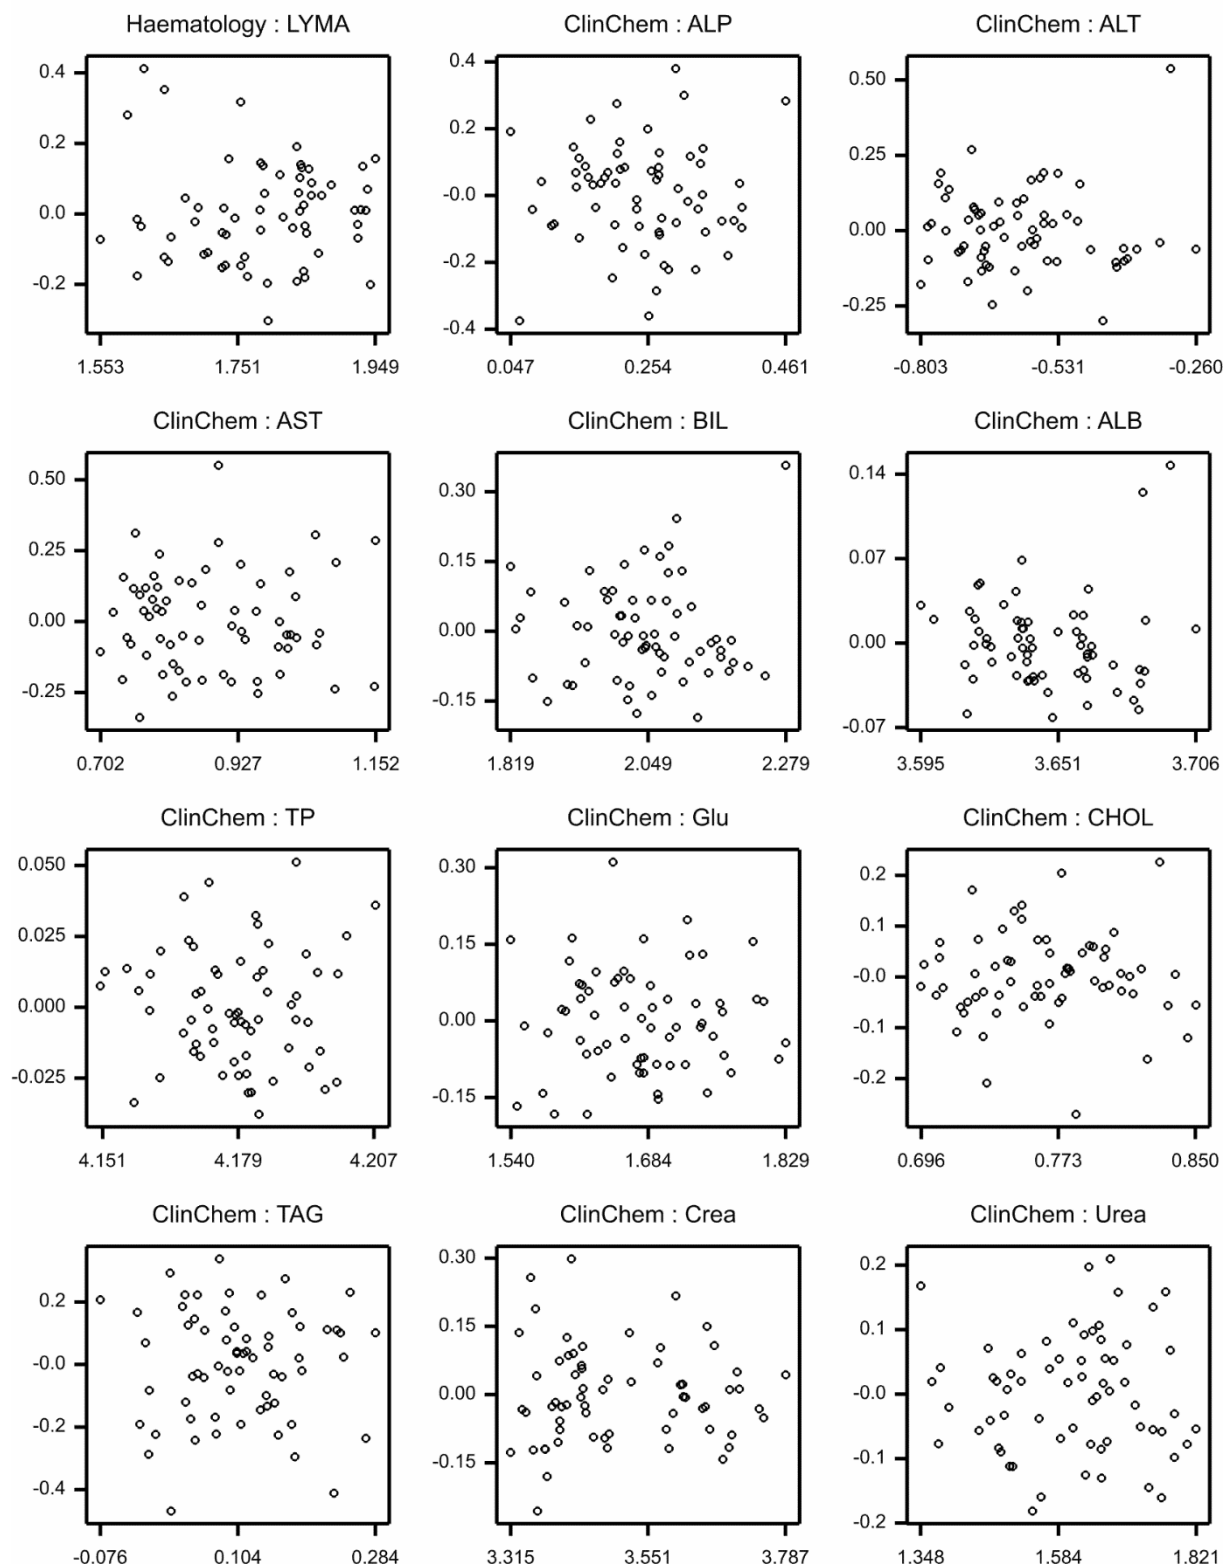 Haematology : LYMA
0.4
0.2
0.0
-0.2
1.553 1.751 1.949
ClinChem : ALP
0.4
0.2
-0.0
-0.2
-0.4
0.047 0.254 0.461
ClinChem : ALT
0.50
0.25
0.00
-0.25
-0.803 -0.531 -0.260
ClinChem : AST
0.50
0.25
0.00
-0.25
0.702 0.927 1.152
ClinChem : BIL
0.30
0.15
0.00
-0.15
1.819 2.049 2.279
ClinChem : ALB
0.14
0.07
0.00
-0.07
3.595 3.651 3.706
ClinChem : TP
0.050
0.025
0.000
-0.025
4.151 4.179 4.207
ClinChem : Glu
0.30
0.15
0.00
-0.15
1.540 1.684 1.829
ClinChem : CHOL
0.2
0.1
-0.0
-0.1
-0.2
0.696 0.773 0.850
ClinChem : TAG
0.2
-0.0
-0.2
-0.4
-0.076 0.104 0.284
ClinChem : Crea
0.30
0.15
0.00
-0.15
3.315 3.551 3.787
ClinChem : Urea
0.2
0.1
-0.0
-0.1
-0.2
1.348 1.584 1.821